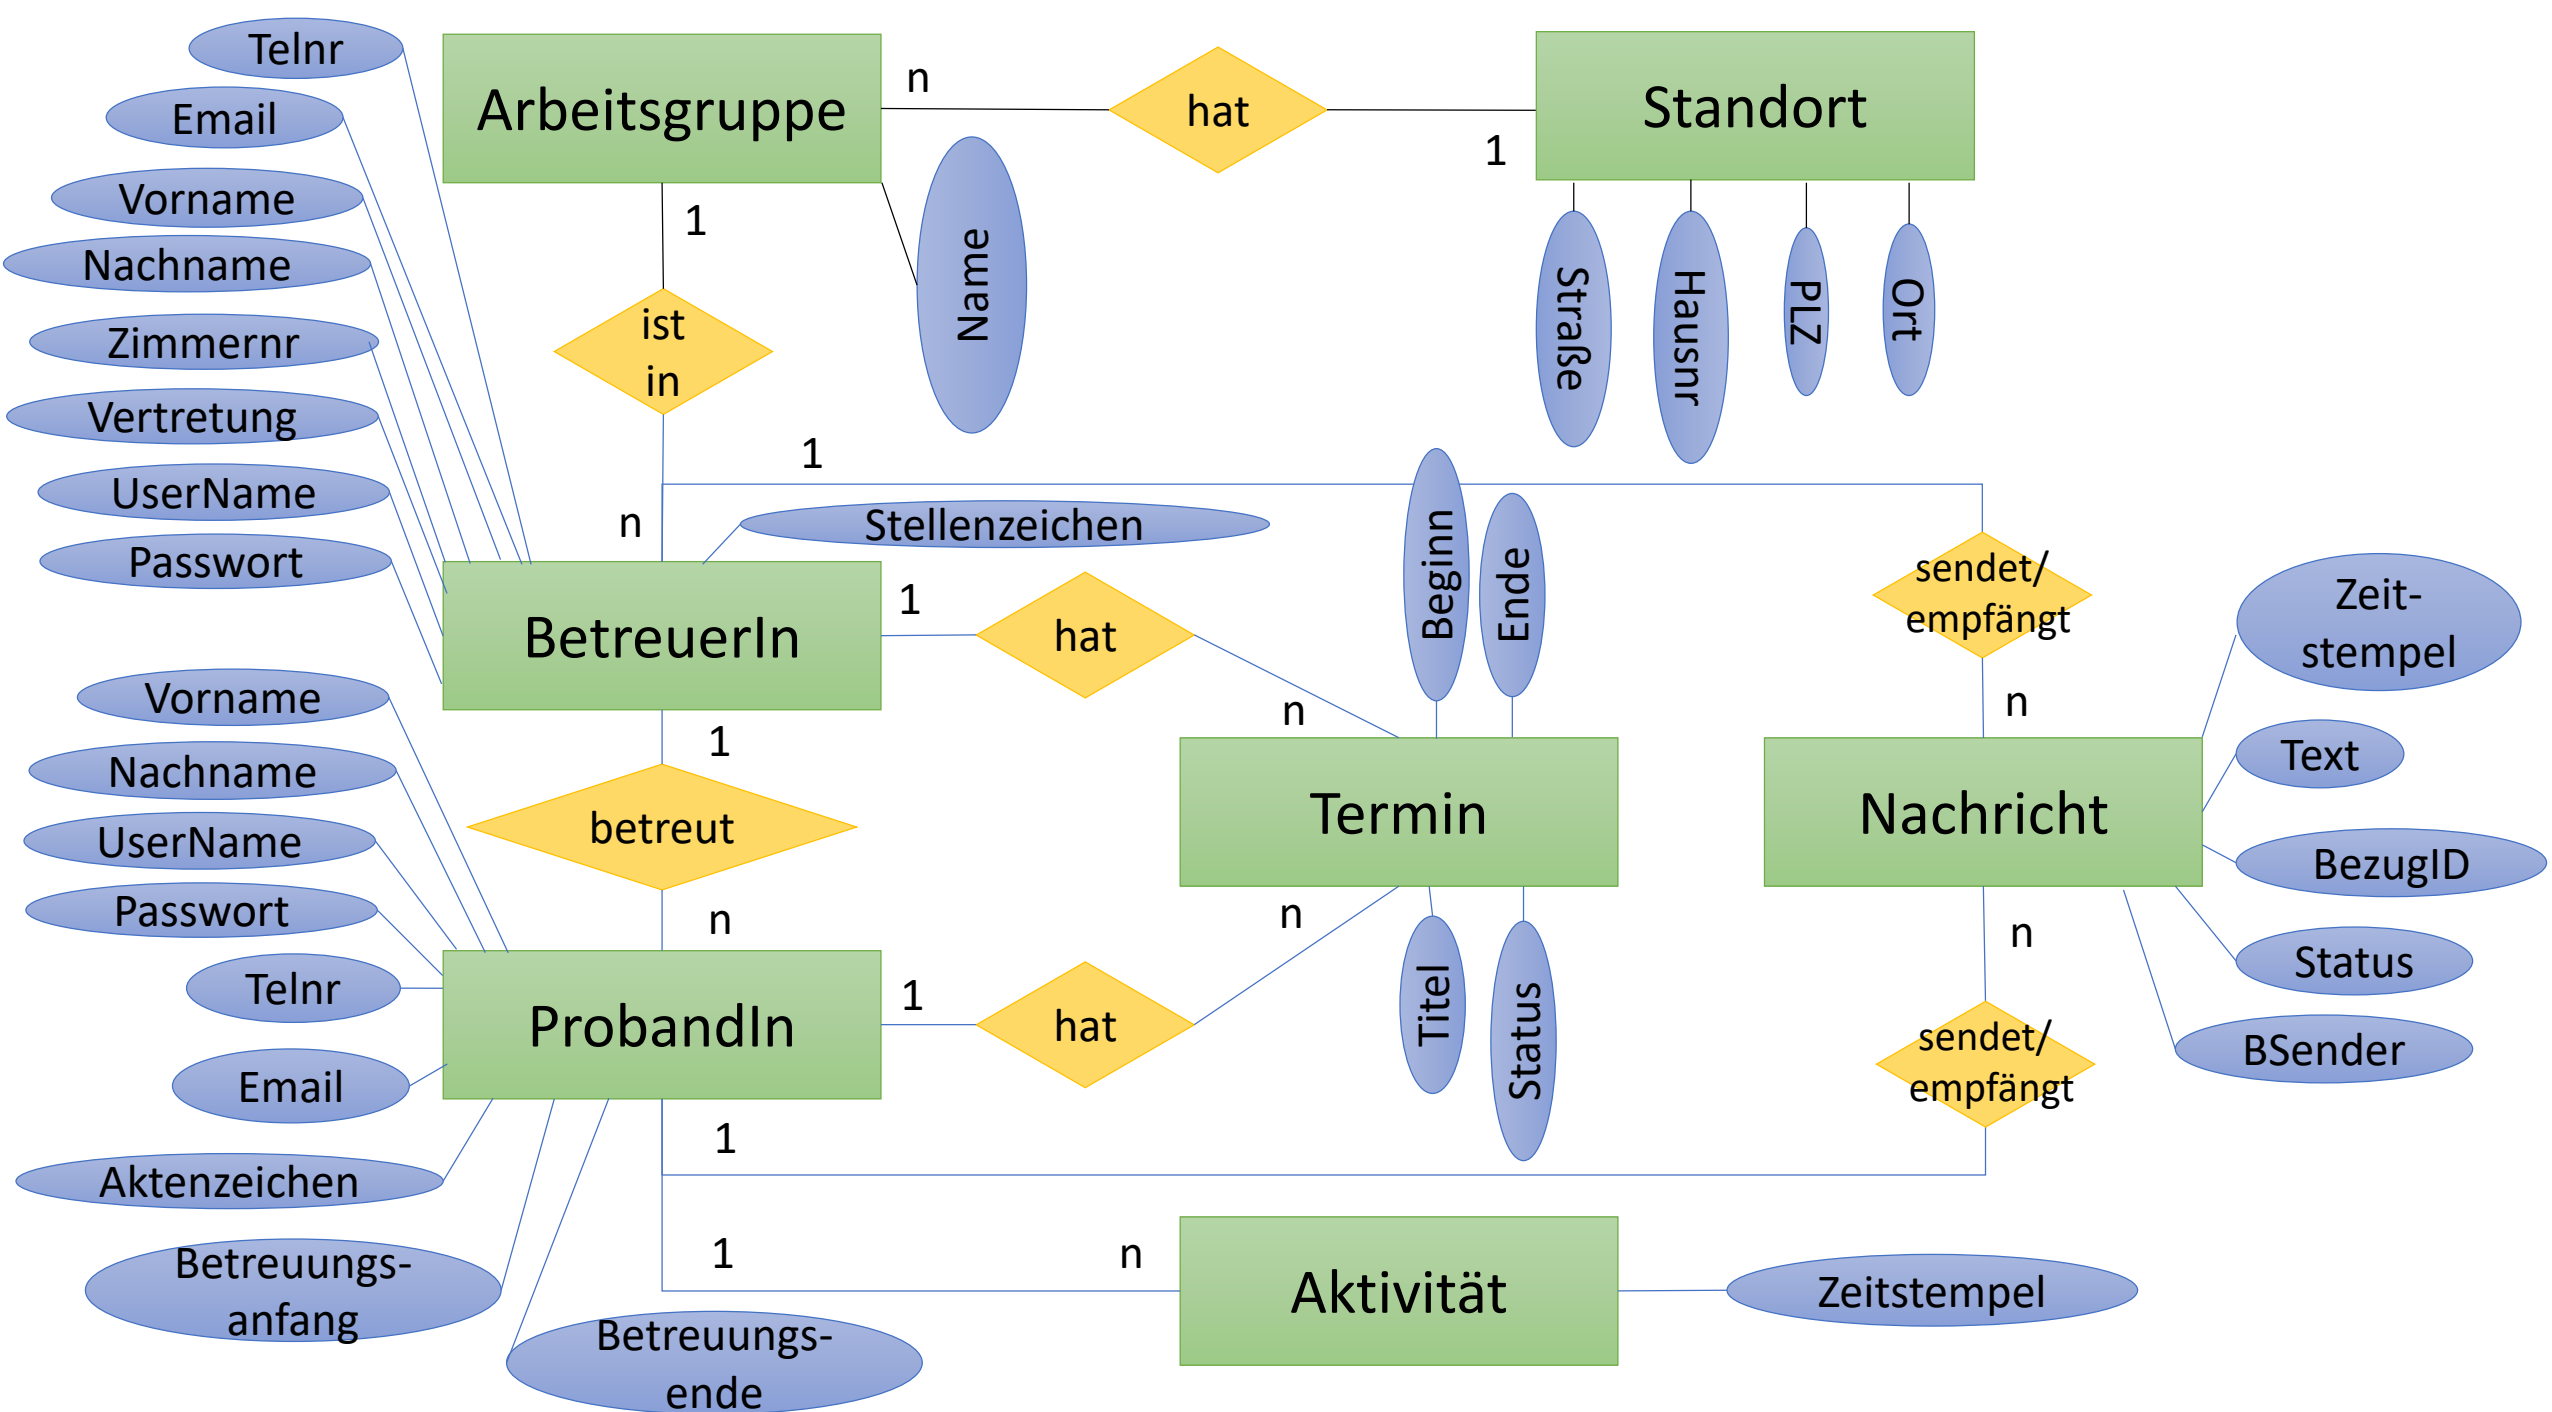 Telnr
Email
Vorname
Nachname
Zimmernr
Vertretung
UserName
Passwort
Arbeitsgruppe
n
hat
1
Standort
Name
Straße
Hausnr
PLZ
Ort
1
ist
in
n
1
Stellenzeichen
BetreuerIn
1
hat
n
Beginn
Ende
sendet/
empfängt
n
Zeit-
stempel
Text
BezugID
Status
BSender
Nachricht
Termin
Titel
Status
1
betreut
n
Vorname
Nachname
UserName
Passwort
Telnr
Email
Aktenzeichen
Betreuungs-
anfang
Betreuungs-
ende
ProbandIn
1
hat
n
n
sendet/
empfängt
1
1
n
Aktivität
Zeitstempel